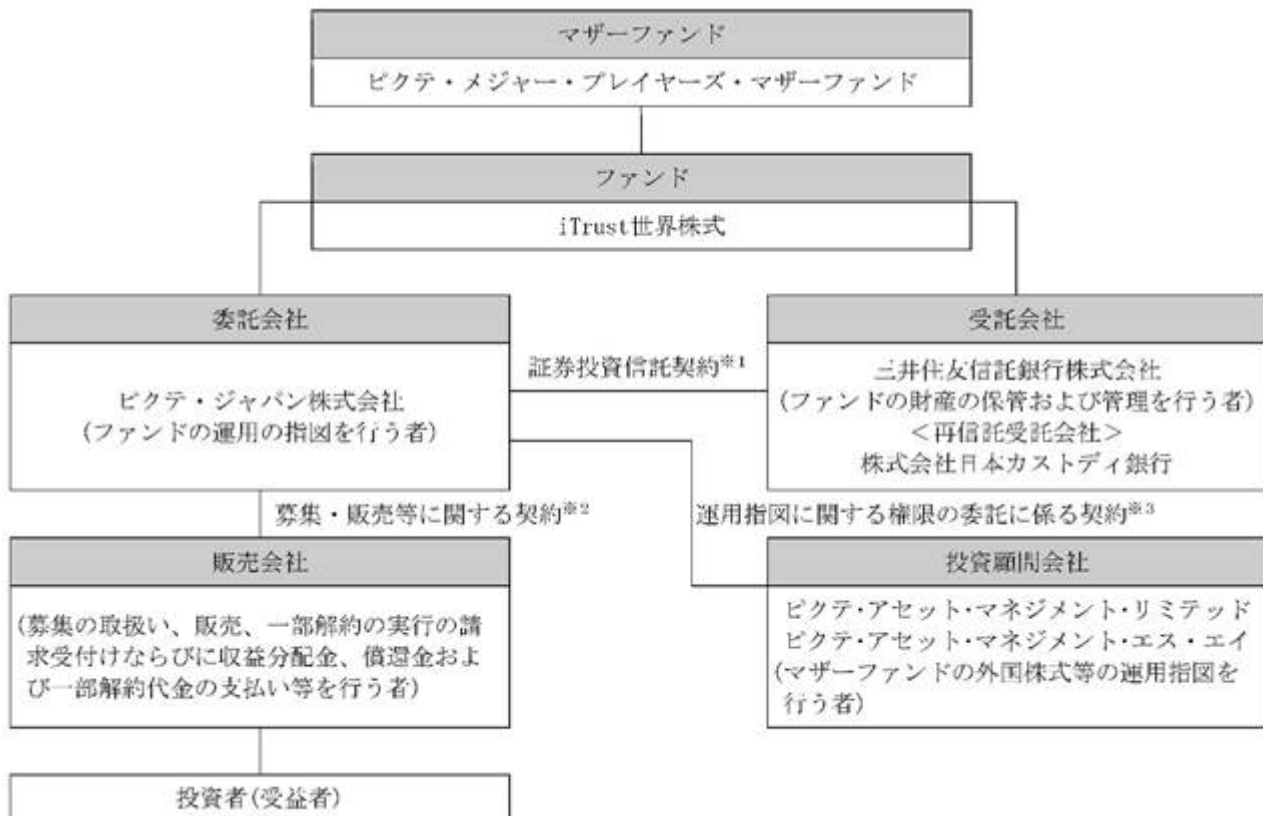 マザーファンド
ピクテ・メジャー・プレイヤーズ・マザーファンド
ファンド
iTrust世界株式
委託会社
ピクテ・ジャパン株式会社
(ファンドの運用の指図を行う者)
証券投資信託契約※1
受託会社
三井住友信託銀行株式会社
(ファンドの財産の保管および管理を行う者)
<再信託受託会社>
株式会社日本カストディ銀行
募集・販売等に関する契約※2
運用指図に関する権限の委託に係る契約※3
販売会社
(募集の取扱い、販売、一部解約の実行の請
求受付けならびに収益分配金、償還金およ
び一部解約代金の支払い等を行う者)
投資顧問会社
ピクテ・アセット・マネジメント・リミテッド
ピクテ・アセット・マネジメント・エス・エイ
(マザーファンドの外国株式等の運用指図を
行う者)
投資者(受益者)